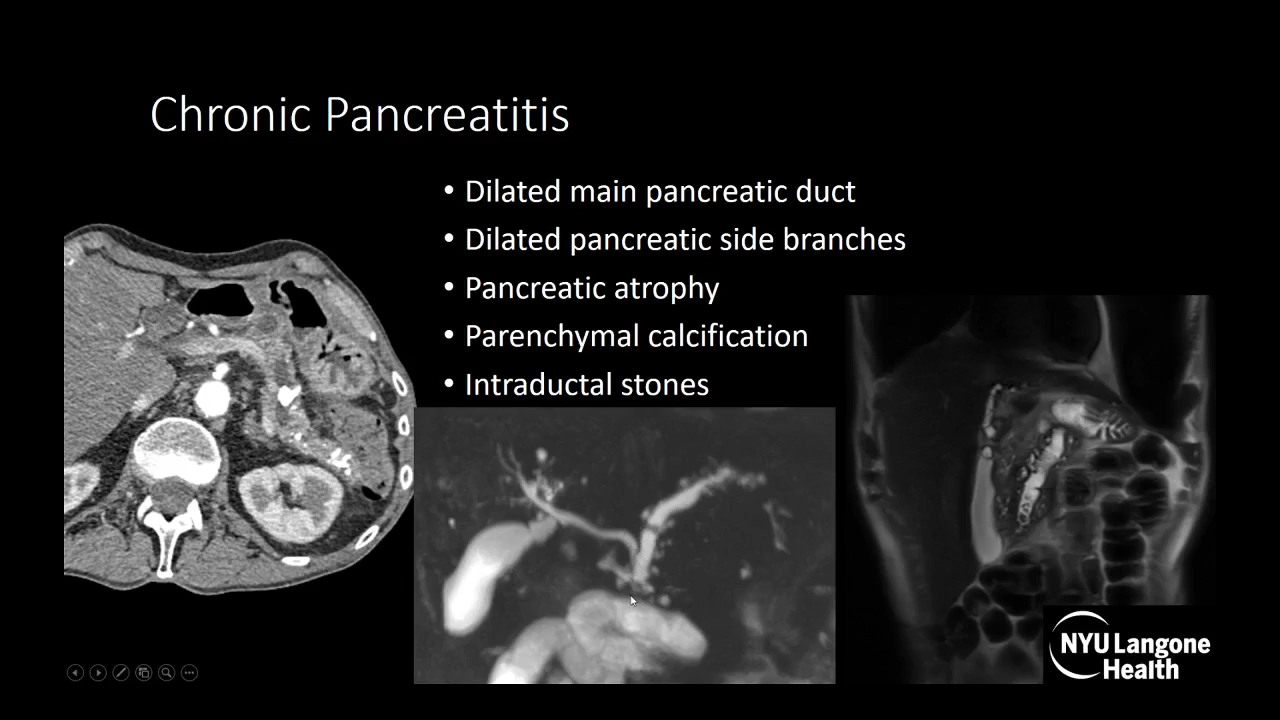 Chronic Pancreatitis
• Dilated main pancreatic duct
• Dilated pancreatic side branches
• Pancreatic atrophy
• Parenchymal calcification
• Intraductal stones
NYU Langone
Health